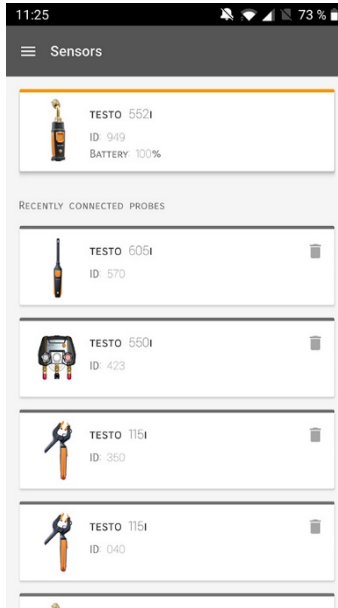 11:25
73 %
Sensors
TESTO 552I
ID: 949
BATTERY: 100%
RECENTLY CONNECTED PROBES
TESTO 605I
ID: 570
TESTO 550I
ID: 423
TESTO 115I
ID: 350
TESTO 115I
ID: 040